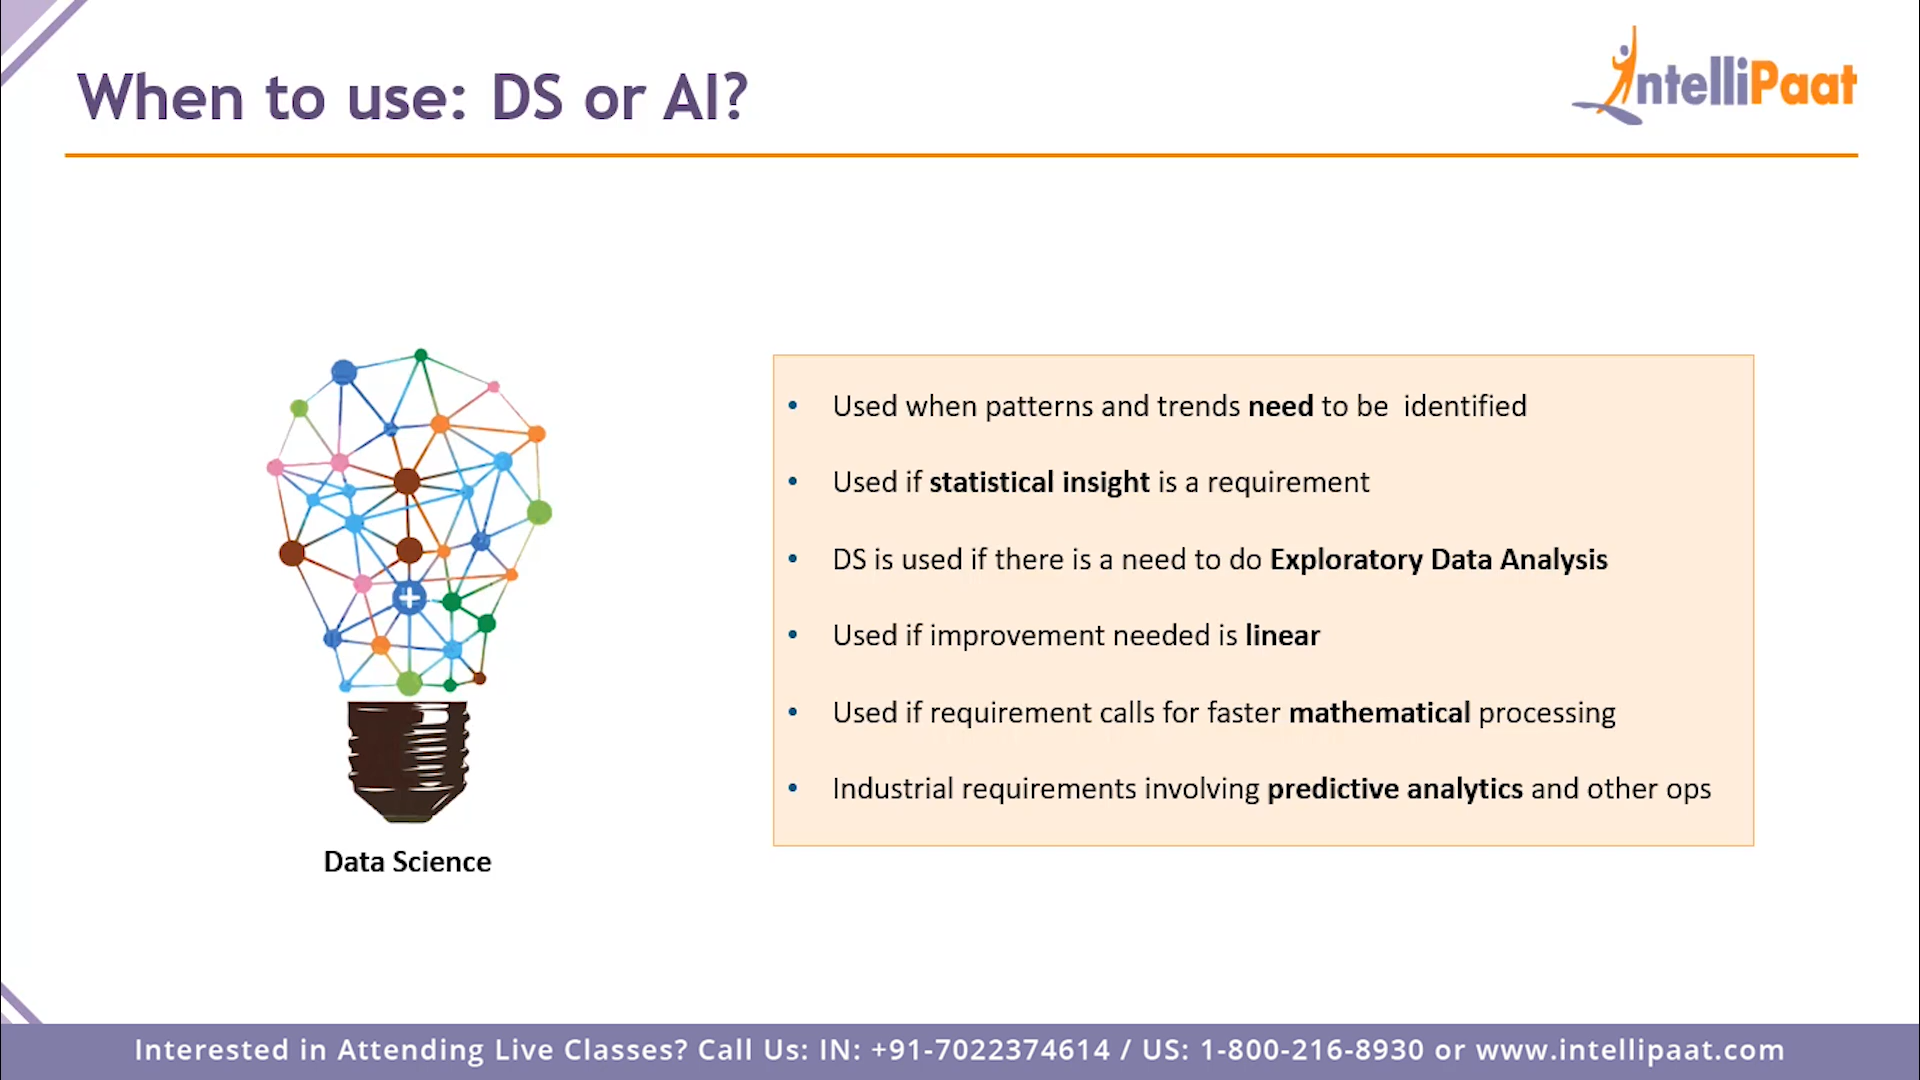 When to use: DS or AI?
IntelliPaat
• Used when patterns and trends need to be identified
• Used if statistical insight is a requirement
• DS is used if there is a need to do Exploratory Data Analysis
• Used if improvement needed is linear
• Used if requirement calls for faster mathematical processing
• Industrial requirements involving predictive analytics and other ops
Data Science
Interested in Attending Live Classes? Call Us: IN: +91-7022374614 / US: 1-800-216-8930 or www.intellipaat.com